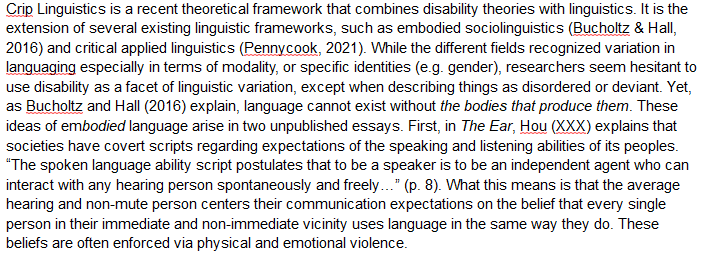 Crip Linguistics is a recent theoretical framework that combines disability theories with linguistics. It is the
extension of several existing linguistic frameworks, such as embodied sociolinguistics (Bucholtz & Hall,
2016) and critical applied linguistics (Pennycook, 2021). While the different fields recognized variation in
languaging especially in terms of modality, or specific identities (e.g. gender), researchers seem hesitant to
use disability as a facet of linguistic variation, except when describing things as disordered or deviant. Yet,
as Bucholtz and Hall (2016) explain, language cannot exist without the bodies that produce them. These
ideas of embodied language arise in two unpublished essays. First, in The Ear, Hou (XXX) explains that
societies have covert scripts regarding expectations of the speaking and listening abilities of its peoples.
“The spoken language ability script postulates that to be a speaker is to be an independent agent who can
interact with any hearing person spontaneously and freely…” (p. 8). What this means is that the average
hearing and non-mute person centers their communication expectations on the belief that every single
person in their immediate and non-immediate vicinity uses language in the same way they do. These
beliefs are often enforced via physical and emotional violence.